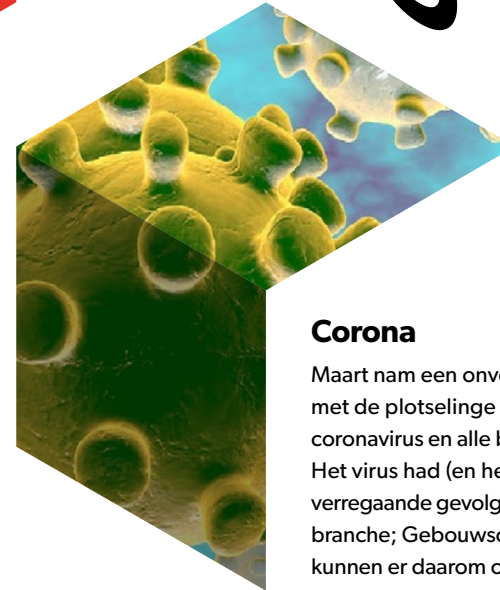 Corona
Maart nam een
met de plotselinge
coronavirus en alle
Het virus had (en
verregaande
branche;
kunnen er daarom